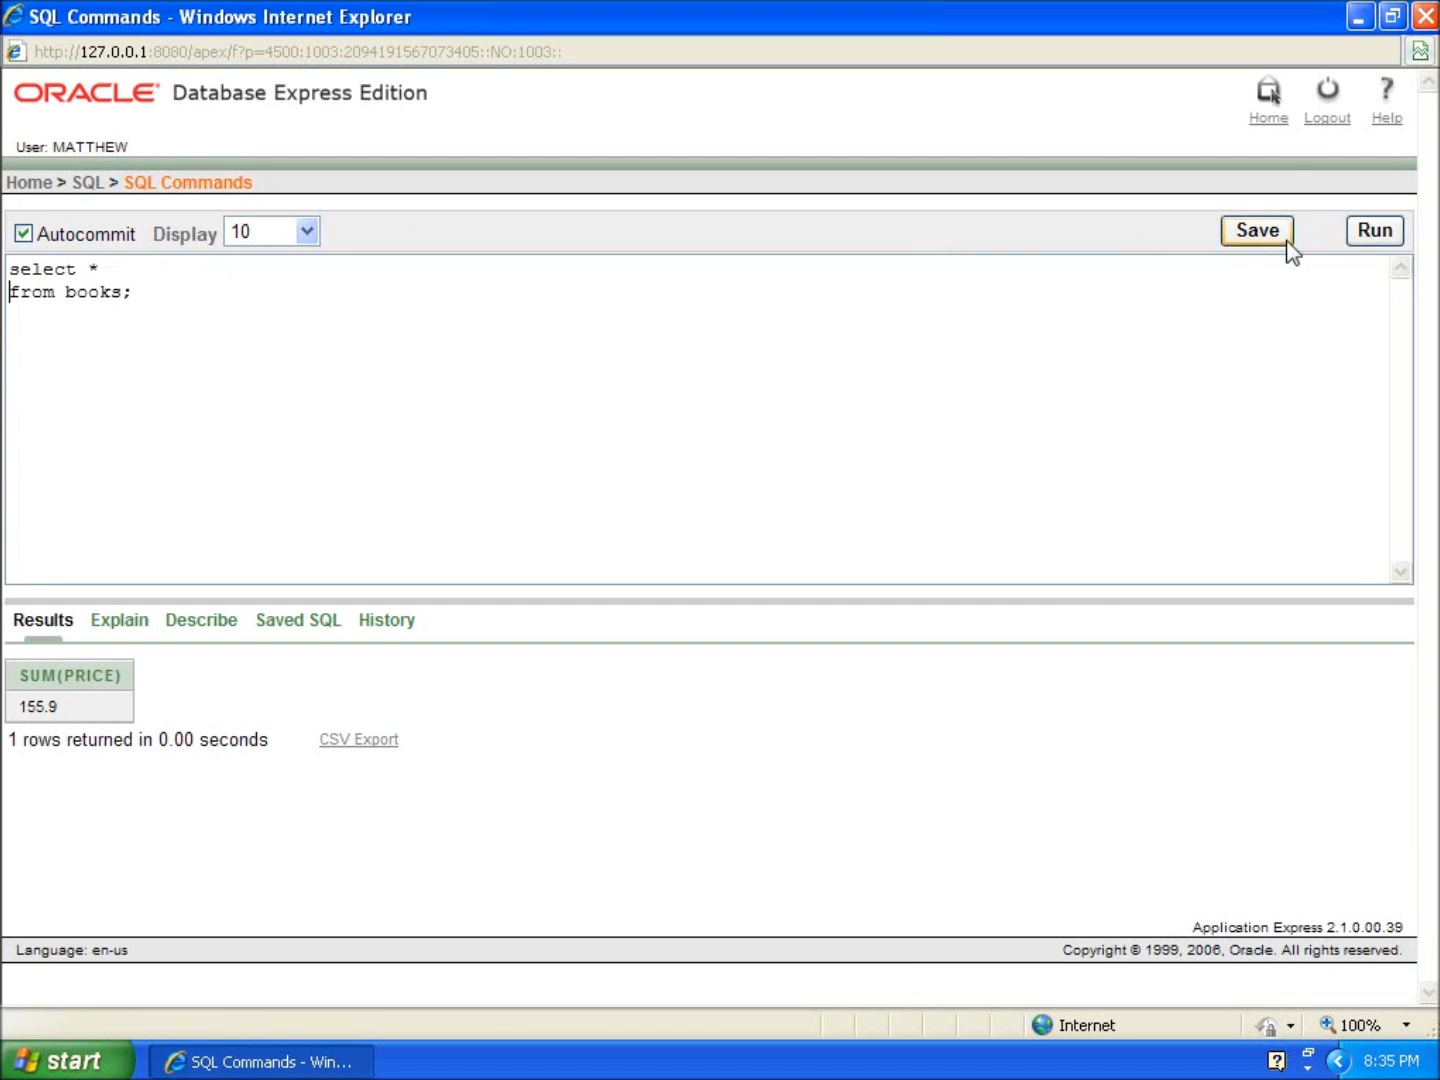 SQL Commands - Windows Internet Explorer
http://127.0.0.1:8080/apex/f?p=4500:1003:2094191567073405::NO:1003::
ORACLE Database Express Edition
Home Logout Help
User: MATTHEW
Home > SQL > SQL Commands
Autocommit Display 10 Save Run
select *
from books;
Results Explain Describe Saved SQL History
SUM(PRICE)
155.9
1 rows returned in 0.00 seconds CSV Export
Application Express 2.1.0.00.39
Language: en-us Copyright © 1999, 2006, Oracle. All rights reserved.
Internet 100%
start SQL Commands - Win... 8:35 PM